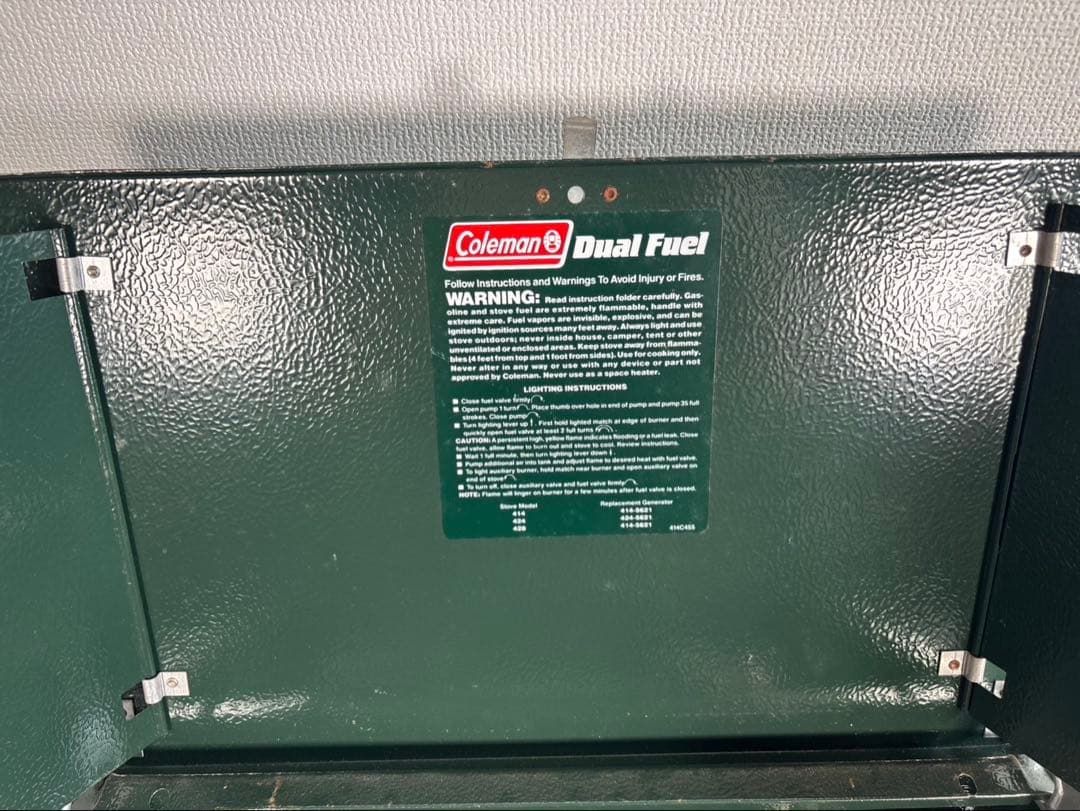 Coleman Dual Fuel
Follow Instructions and Warnings To Avoid Injury or Fires.
WARNING: Read instruction folder carefully. Gas-
oline and stove fuel are extremely flammable, handle with
extreme care. Fuel vapors are invisible, explosive, and can be
ignited by ignition sources many feet away. Always light and use
stove outdoors; never inside house, camper, tent or other
unventilated or enclosed areas. Keep stove away from flamma-
bles (4 feet from top and 1 foot from sides). Use for cooking only.
Never alter in any way or use with any device or part not
approved by Coleman. Never use as a space heater.
LIGHTING INSTRUCTIONS
Close fuel valve firmly
Open pump 1 turn. Place thumb over hole in end of pump and pump 35 full
strokes. Close pump
Turn lighting lever up. First hold lighted match at edge of burner and then
quickly open fuel valve at least 2 full turns
CAUTION: A persistent high, yellow flame indicates flooding or a fuel leak. Close
fuel valve, allow flame to burn out and stove to cool. Review instructions.
Wait 1 full minute, then turn lighting lever down
Pump additional air into tank and adjust flame to desired heat with fuel valve.
To light auxiliary burner, hold match near burner and open auxiliary valve on
end of stove
To turn off, close auxiliary valve and fuel valve firmly
NOTE: Flame will linger on burner for a few minutes after fuel valve is closed.
Stove Model Replacement Generator
414 414-5621
424 424-5621
428 414-5621
414C455